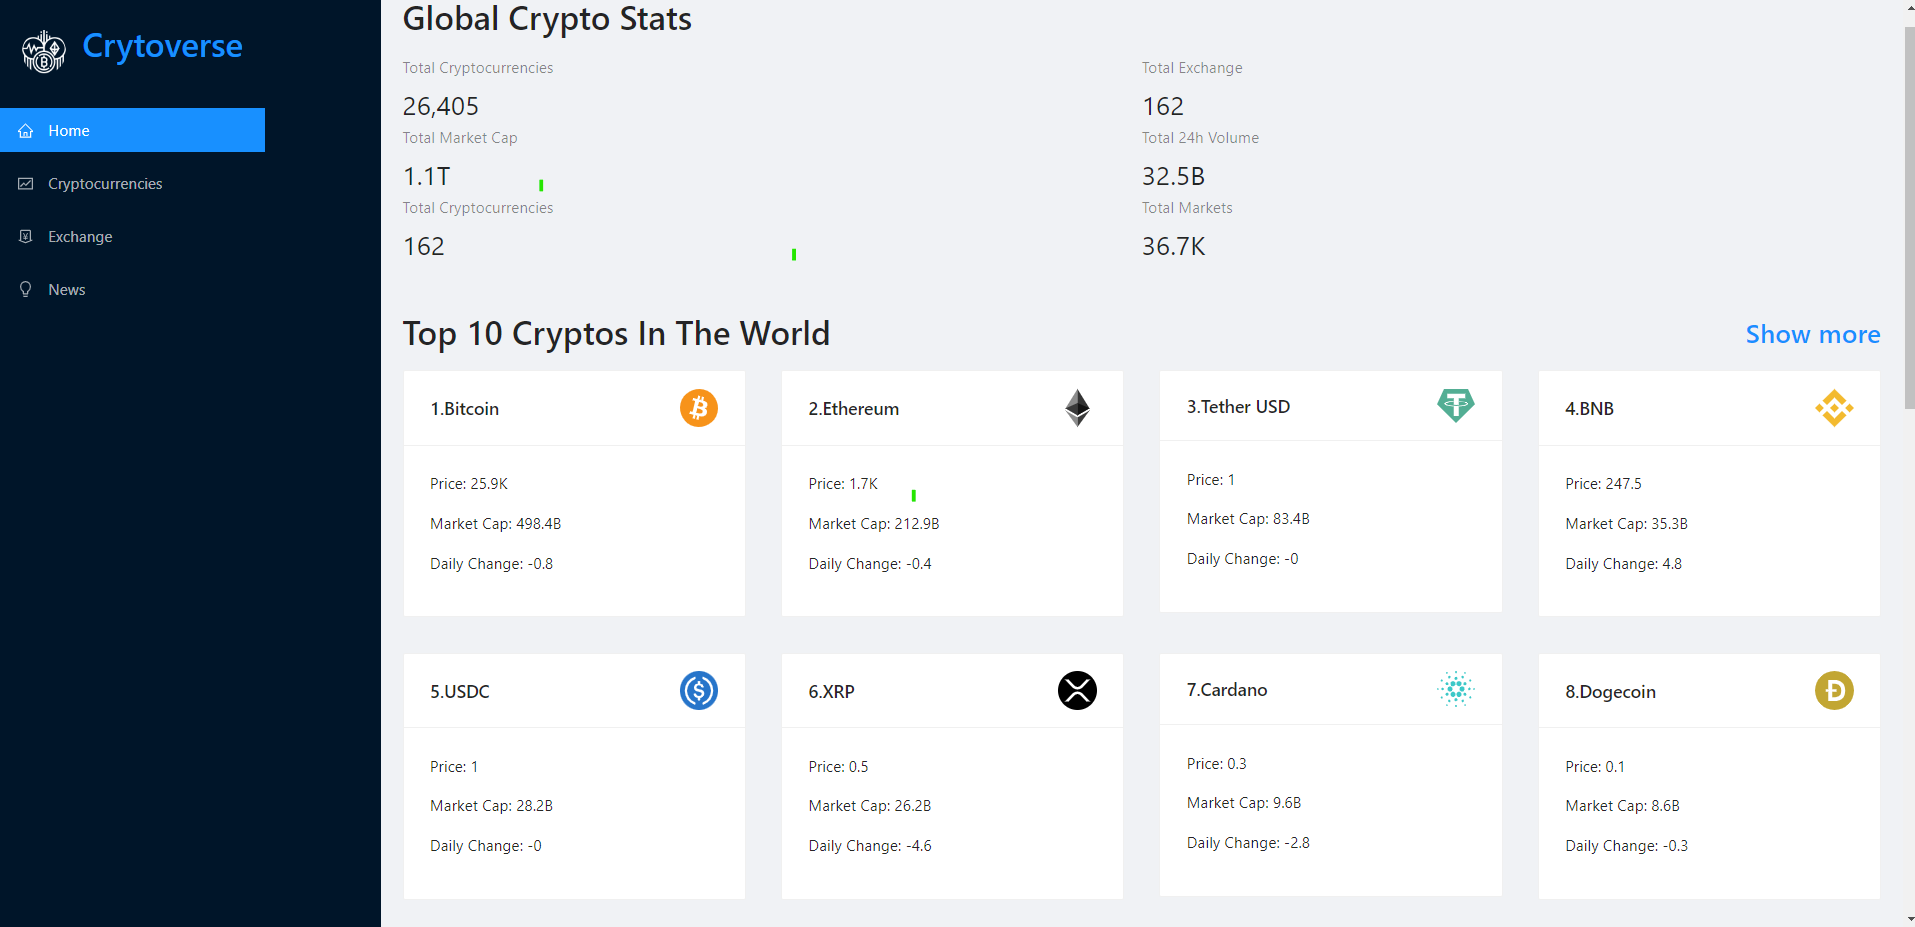 Crytoverse
Home
Cryptocurrencies
Exchange
News
Global Crypto Stats
Total Cryptocurrencies
26,405
Total Exchange
162
Total Market Cap
1.1T
Total 24h Volume
32.5B
Total Cryptocurrencies
162
Total Markets
36.7K
Top 10 Cryptos In The World
Show more
1.Bitcoin
Price: 25.9K
Market Cap: 498.4B
Daily Change: -0.8
2.Ethereum
Price: 1.7K
Market Cap: 212.9B
Daily Change: -0.4
3.Tether USD
Price: 1
Market Cap: 83.4B
Daily Change: -0
4.BNB
Price: 247.5
Market Cap: 35.3B
Daily Change: 4.8
5.USDC
Price: 1
Market Cap: 28.2B
Daily Change: -0
6.XRP
Price: 0.5
Market Cap: 26.2B
Daily Change: -4.6
7.Cardano
Price: 0.3
Market Cap: 9.6B
Daily Change: -2.8
8.Dogecoin
Price: 0.1
Market Cap: 8.6B
Daily Change: -0.3